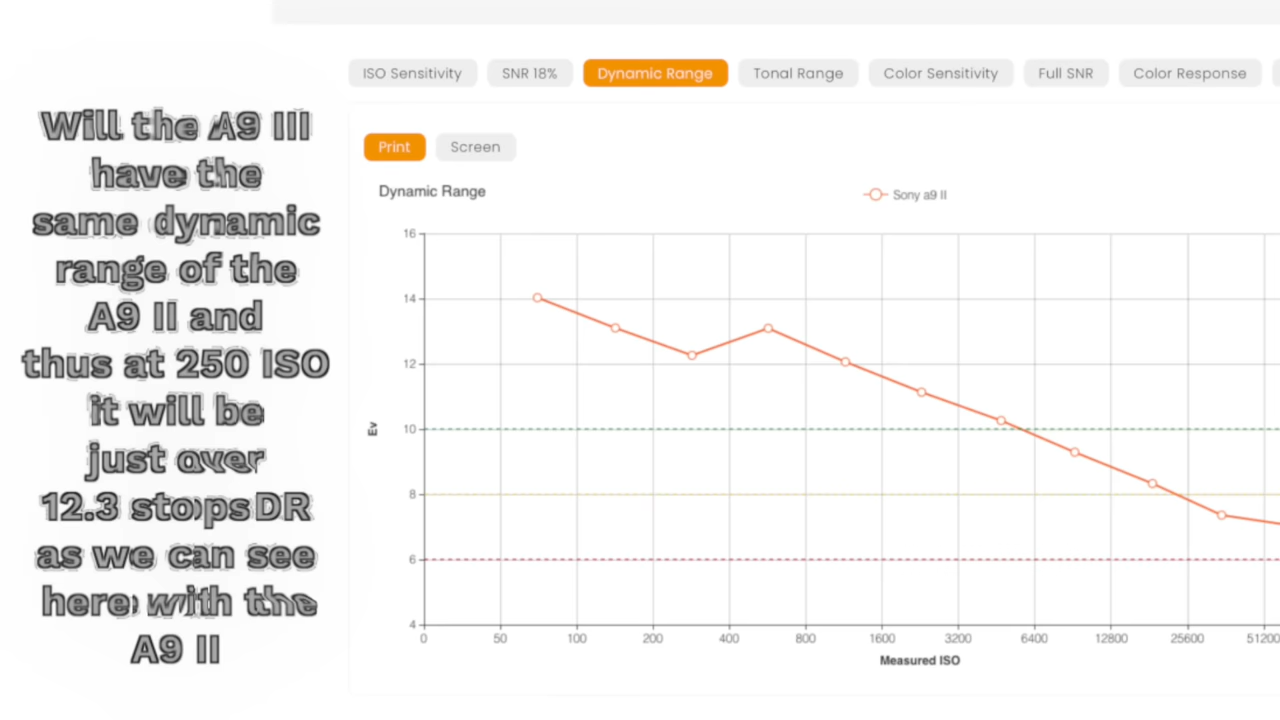 ISO Sensitivity SNR 18% Dynamic Range Tonal Range Color Sensitivity Full SNR Color Response
Will the A9 III
have the
same dynamic
range of the
A9 II and
thus at 250 ISO
it will be
just over
12.3 stops DR
as we can see
here with the
A9 II
Print Screen
Dynamic Range
Sony a9 II
16
14
12
10
8
6
4
Ev
0 50 100 200 400 800 1600 3200 6400 12800 25600 51200
Measured ISO